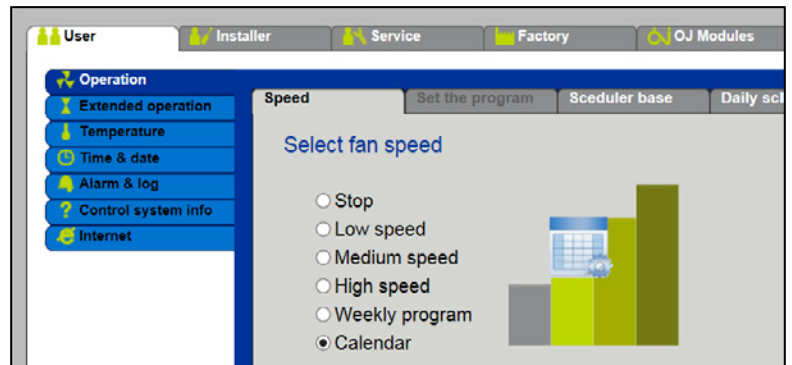 User Installer Service Factory OJ Modules
Operation
Extended operation
Temperature
Time & date
Alarm & log
Control system info
Internet
Speed Set the program Sceduler base Daily scl
Select fan speed
Stop
Low speed
Medium speed
High speed
Weekly program
Calendar